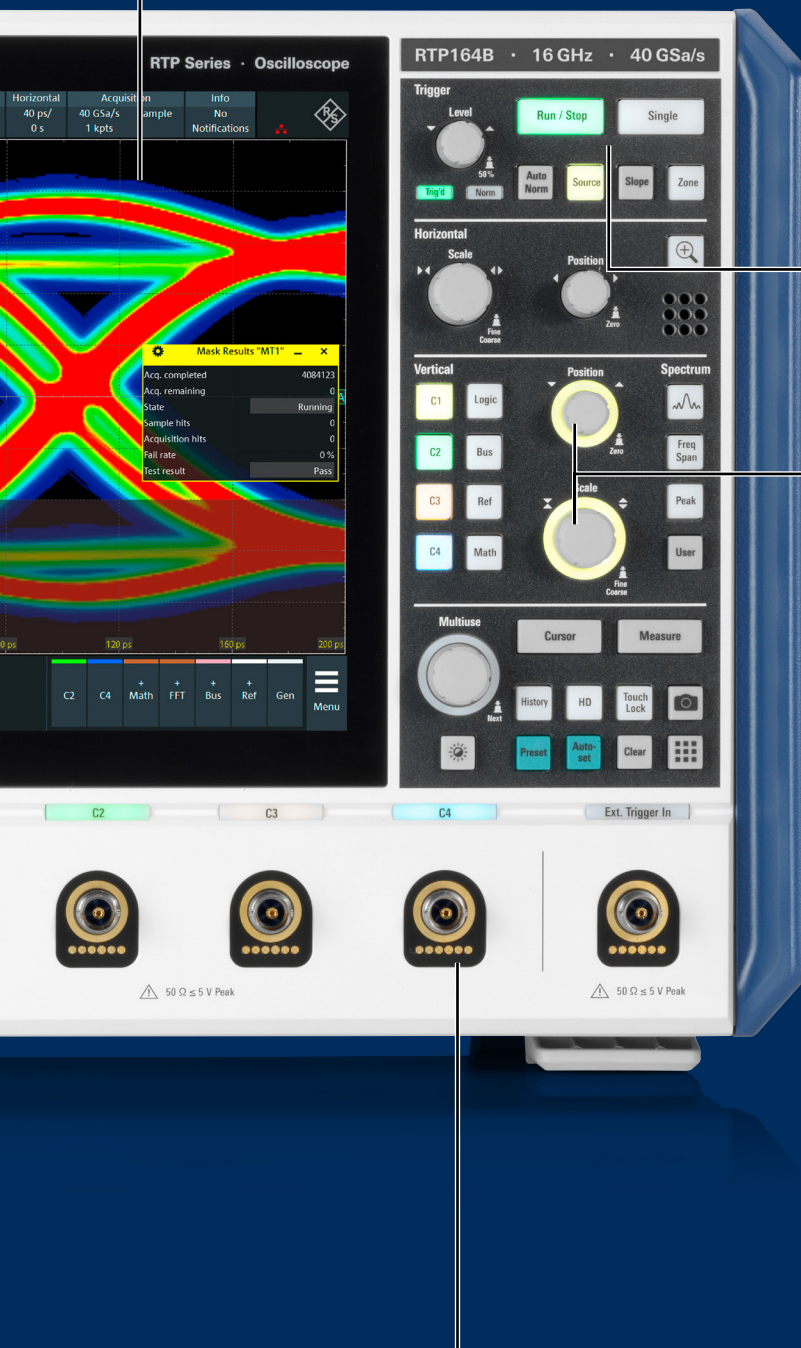 RTP Series · Oscilloscope
RTP164B · 16 GHz · 40 GSa/s
Horizontal
40 ps/
0 s
Acquisition
40 GSa/s
ample
1 kpts
Info
No
Notifications
R S
Trigger
Level
50%
Trig'd
Norm
Run / Stop
Single
Auto
Norm
Source
Slope
Zone
Horizontal
Scale
Fine
Coarse
Position
Zero
Mask Results "MT1"
Acq. completed 4084123
Acq. remaining 0
State Running
Sample hits 0
Acquisition hits 0
Fail rate 0 %
Test result Pass
Vertical
C1
Logic
C2
Bus
C3
Ref
C4
Math
Position
Zero
Scale
Fine
Coarse
Spectrum
Freq
Span
Peak
User
0 ps
120 ps
160 ps
200 ps
C2
C4
+
Math
+
FFT
+
Bus
+
Ref
Gen
Menu
Multiuse
Next
Cursor
Measure
History
HD
Touch
Lock
Preset
Auto-
set
Clear
C2
C3
C4
Ext. Trigger In
50 Ω ≤ 5 V Peak
50 Ω ≤ 5 V Peak